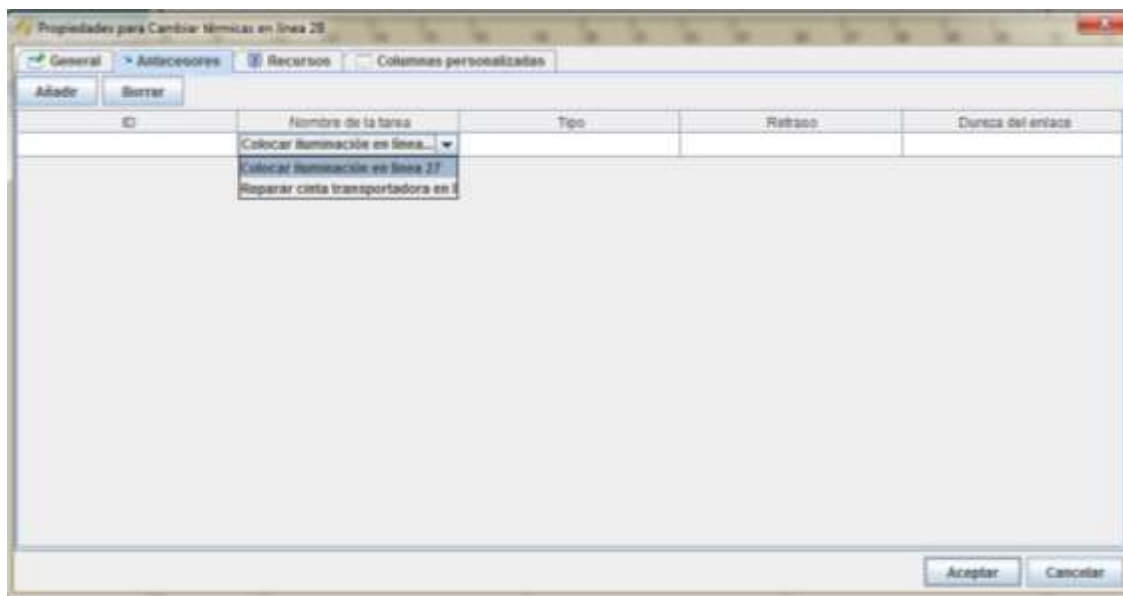 Propiedades para Cambiar térmicas en línea 28
General Antecesores Recursos Columnas personalizadas
Añadir Borrar
ID Nombre de la tarea Tipo Retraso Dureza del enlace
Colocar iluminación en línea...
Colocar iluminación en línea 27
Reparar cinta transportadora en l
Aceptar Cancelar